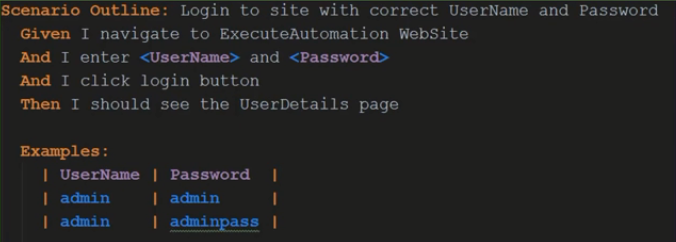 Scenario Outline: Login to site with correct UserName and Password
Given I navigate to ExecuteAutomation WebSite
And I enter <UserName> and <Password>
And I click login button
Then I should see the UserDetails page
Examples:
| UserName | Password |
| admin | admin |
| admin | adminpass |